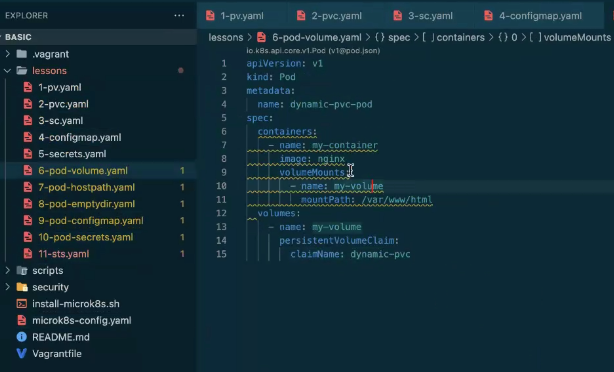 EXPLORER
BASIC
.vagrant
lessons
1-pv.yaml
2-pvc.yaml
3-sc.yaml
4-configmap.yaml
5-secrets.yaml
6-pod-volume.yaml 1
7-pod-hostpath.yaml 1
8-pod-emptydir.yaml 1
9-pod-configmap.yaml 1
10-pod-secrets.yaml 1
11-sts.yaml 1
scripts
security
install-microk8s.sh
microk8s-config.yaml
README.md
Vagrantfile
1-pv.yaml 2-pvc.yaml 3-sc.yaml 4-configmap.yaml
lessons > 6-pod-volume.yaml > {} spec > [ ] containers > {} 0 > [ ] volumeMounts
io.k8s.api.core.v1.Pod (v1@pod.json)
1 apiVersion: v1
2 kind: Pod
3 metadata:
4 name: dynamic-pvc-pod
5 spec:
6 containers:
7 - name: my-container
8 image: nginx
9 volumeMounts:
10 - name: my-volume
11 mountPath: /var/www/html
12 volumes:
13 - name: my-volume
14 persistentVolumeClaim:
15 claimName: dynamic-pvc